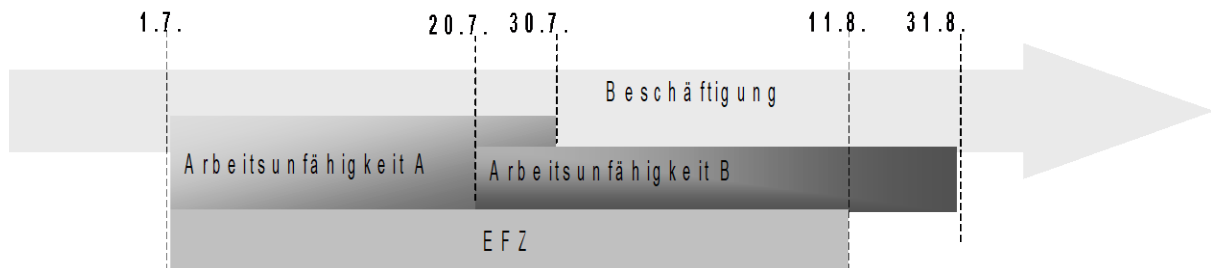 1.7. 20.7. 30.7. 11.8. 31.8.
Beschäftigung
Arbeitsunfähigkeit A Arbeitsunfähigkeit B
EFZ